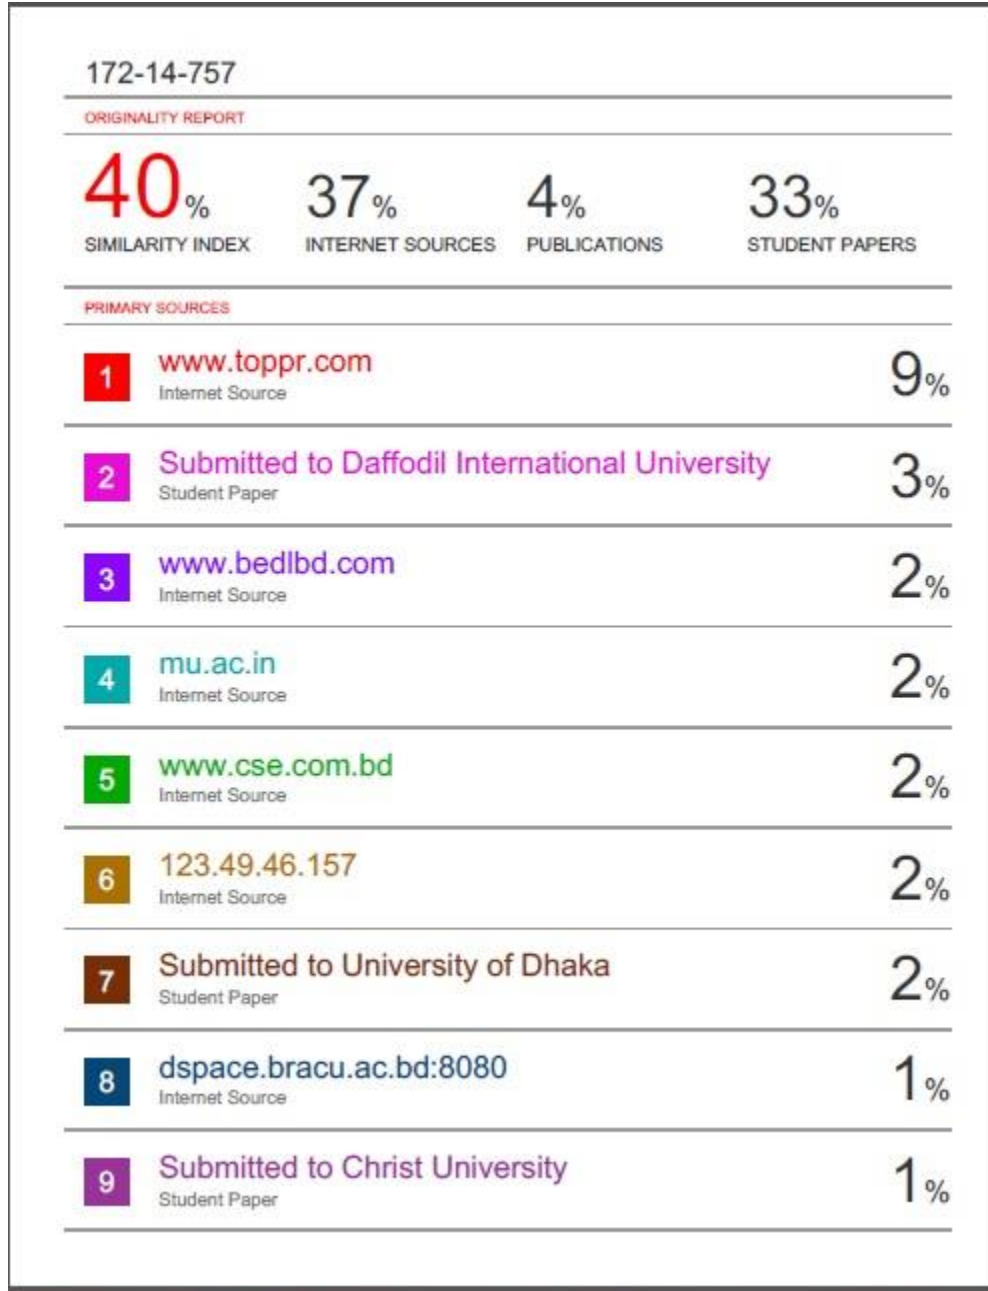 172-14-757
ORIGINALITY REPORT
40% 37% 4% 33%
SIMILARITY INDEX INTERNET SOURCES PUBLICATIONS STUDENT PAPERS
PRIMARY SOURCES
1 www.toppr.com 9%
Internet Source
2 Submitted to Daffodil International University 3%
Student Paper
3 www.bedlbd.com 2%
Internet Source
4 mu.ac.in 2%
Internet Source
5 www.cse.com.bd 2%
Internet Source
6 123.49.46.157 2%
Internet Source
7 Submitted to University of Dhaka 2%
Student Paper
8 dspace.bracu.ac.bd:8080 1%
Internet Source
9 Submitted to Christ University 1%
Student Paper